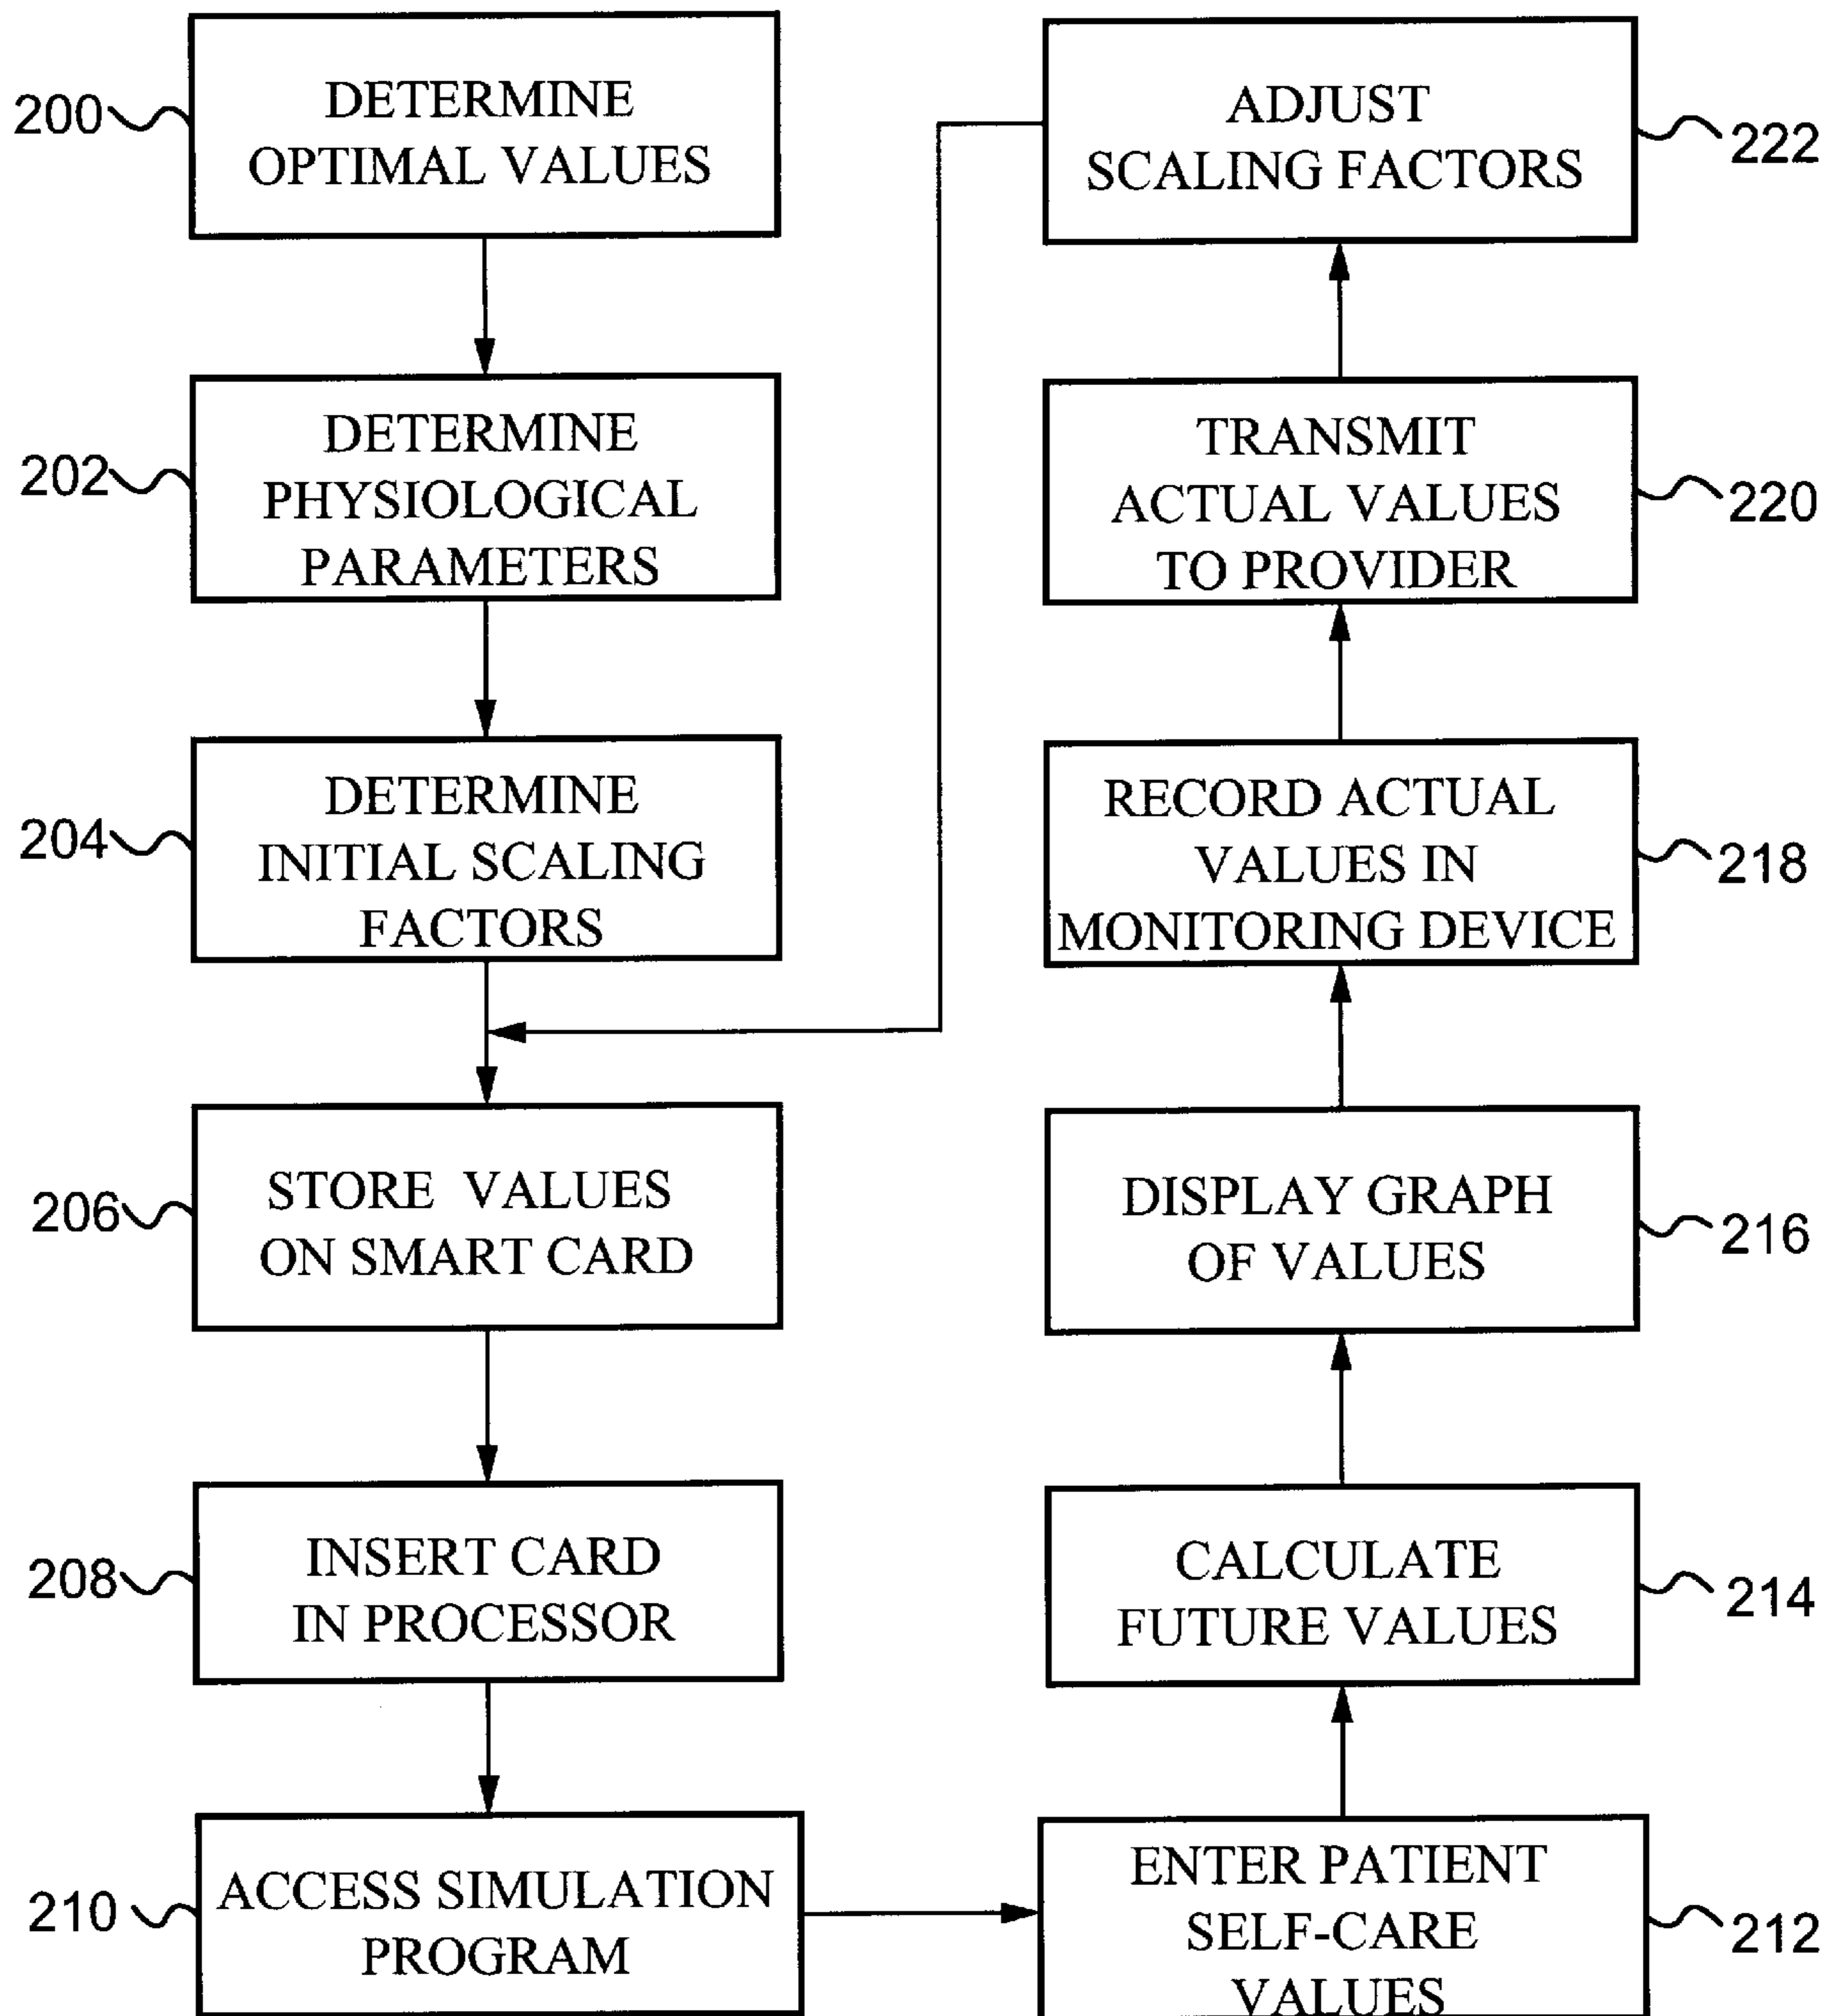 200
DETERMINE
OPTIMAL VALUES
202
DETERMINE
PHYSIOLOGICAL
PARAMETERS
204
DETERMINE
INITIAL SCALING
FACTORS
206
STORE VALUES
ON SMART CARD
208
INSERT CARD
IN PROCESSOR
210
ACCESS SIMULATION
PROGRAM
ENTER PATIENT
SELF-CARE
VALUES
212
CALCULATE
FUTURE VALUES
214
DISPLAY GRAPH
OF VALUES
216
RECORD ACTUAL
VALUES IN
MONITORING DEVICE
218
TRANSMIT
ACTUAL VALUES
TO PROVIDER
220
ADJUST
SCALING FACTORS
222